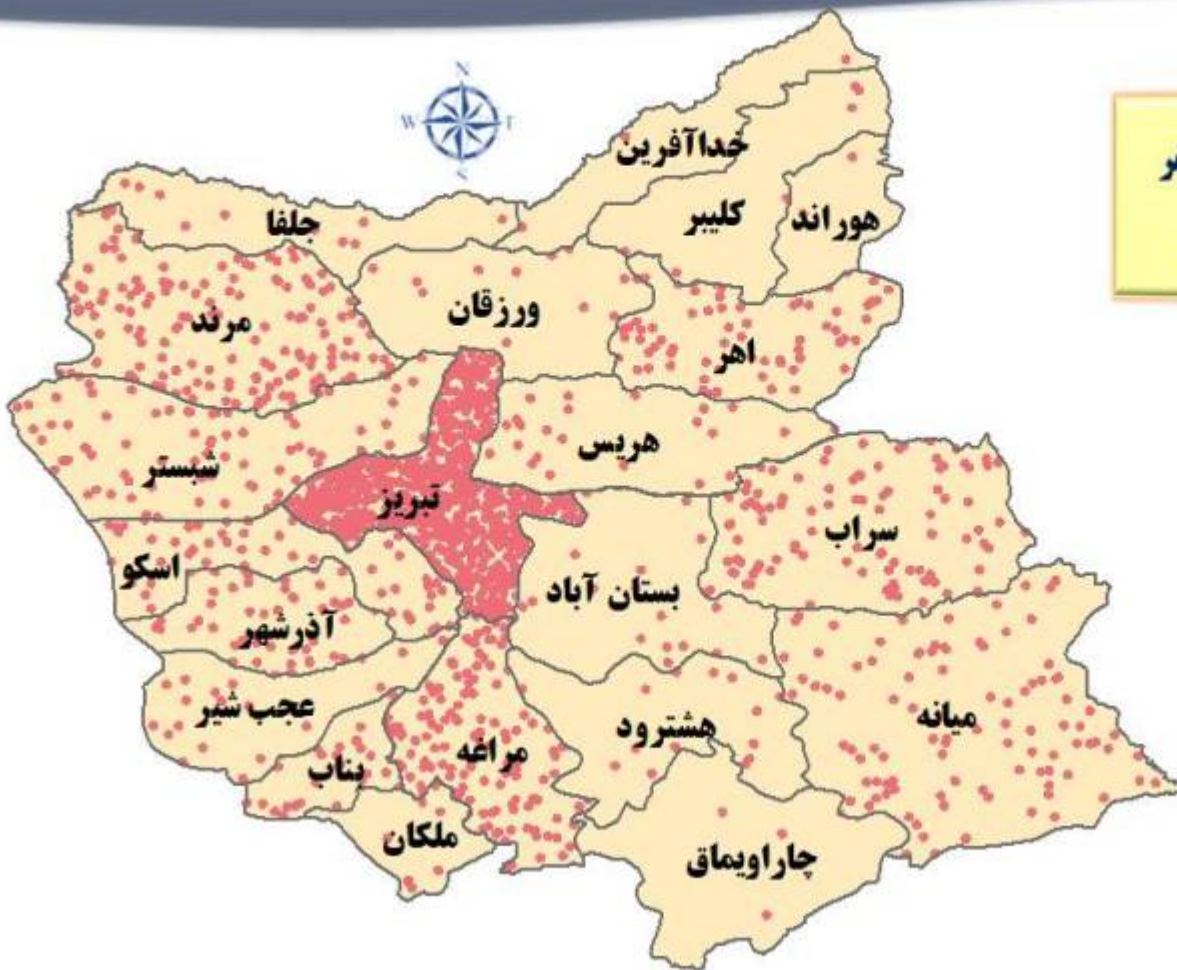 N
W
خداآفرین
هوراند
کلیبر
جلفا
ورزقان
مرند
اهر
هریس
شبستر
تبریز
سراب
اسکو
بستان آباد
آذرشهر
میانه
هشترود
عجب شیر
مراغه
بناب
ملکان
چاراویماق